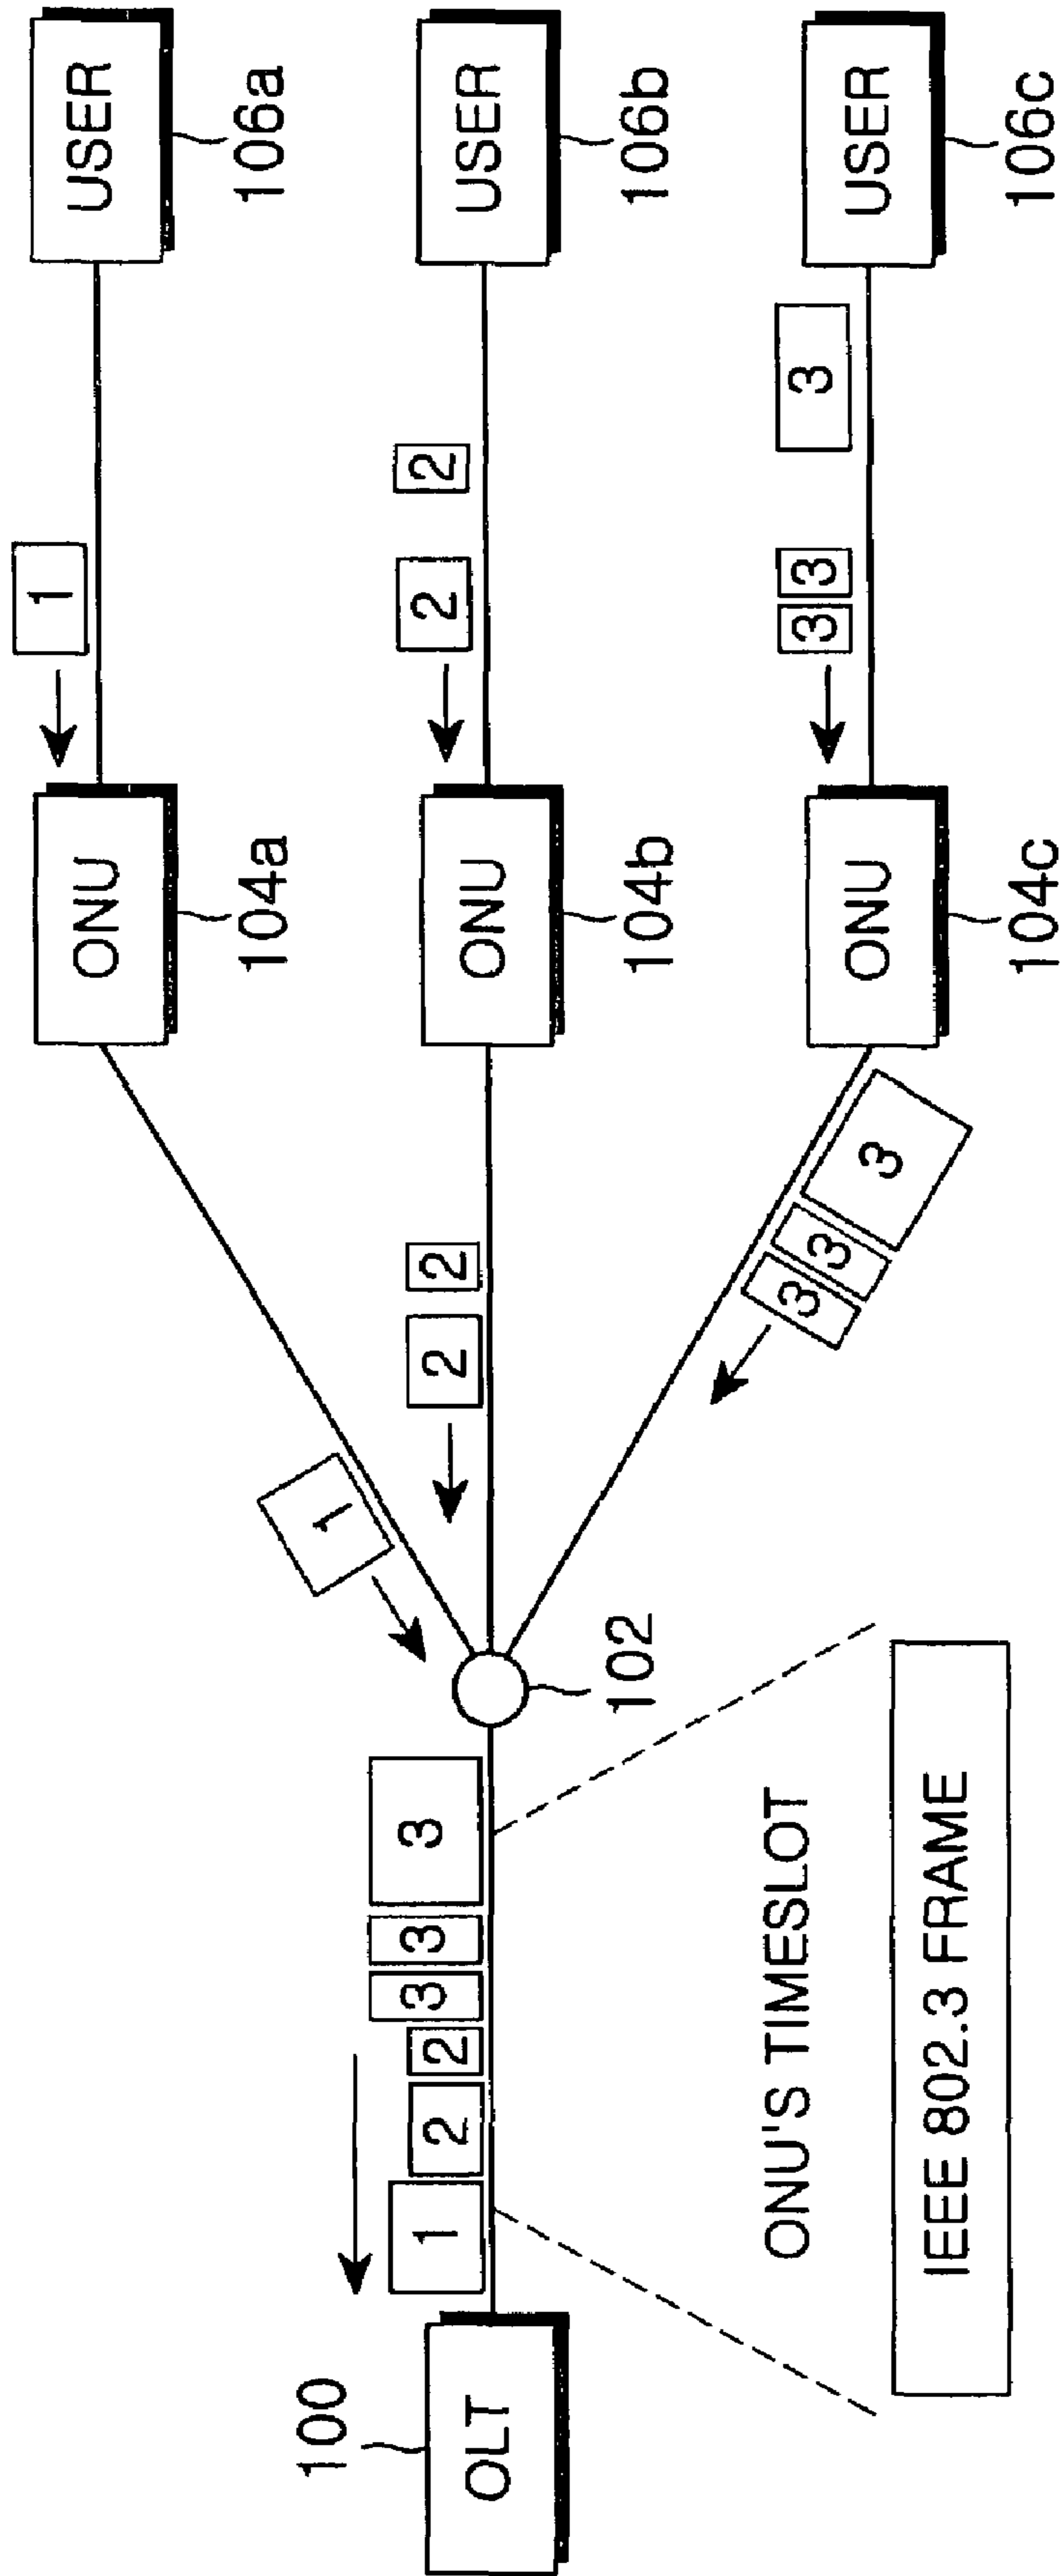 USER
106a
1
ONU
104a
1
USER
106b
2
2
ONU
104b
2
2
USER
106c
3
3
3
ONU
104c
3
3
3
102
1
2
2
3
3
3
OLT
100
ONU'S TIMESLOT
IEEE 802.3 FRAME